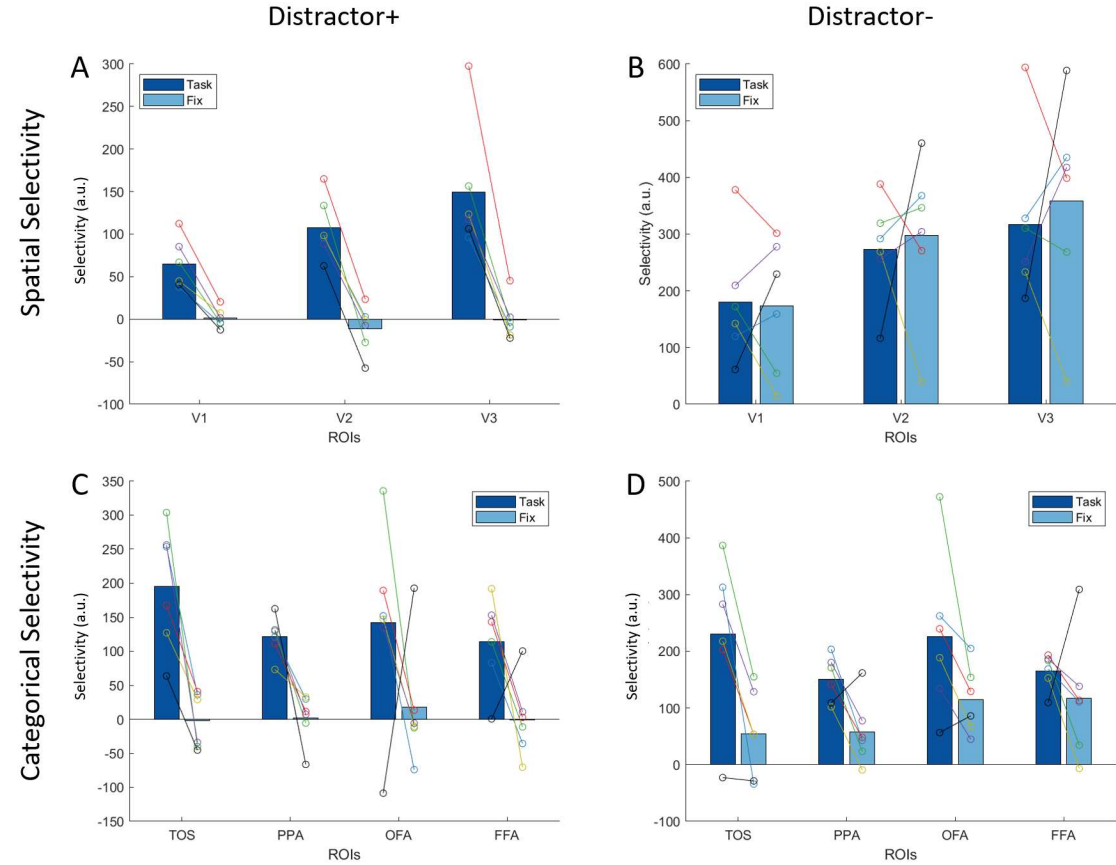 Distractor+
Distractor-
Spatial Selectivity
A
300
250
200
150
100
50
0
-50
-100
Selectivity (a.u.)
Task
Fix
V1
V2
V3
ROIs
B
600
500
400
300
200
100
0
Selectivity (a.u.)
Task
Fix
V1
V2
V3
ROIs
Categorical Selectivity
C
350
300
250
200
150
100
50
0
-50
-100
-150
Selectivity (a.u.)
Task
Fix
TOS
PPA
OFA
FFA
ROIs
D
500
400
300
200
100
0
-100
Selectivity (a.u.)
Task
Fix
TOS
PPA
OFA
FFA
ROIs